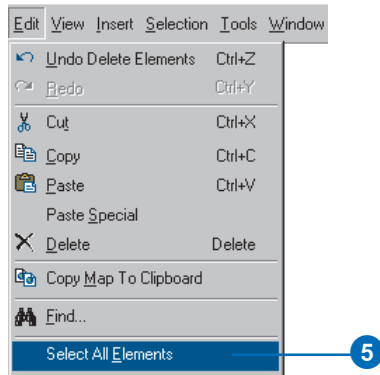 Edit View Insert Selection Tools Window
Undo Delete Elements Ctrl+Z
Redo Ctrl+Y
Cut Ctrl+X
Copy Ctrl+C
Paste Ctrl+V
Paste Special
Delete Delete
Copy Map To Clipboard
Find...
Select All Elements 5